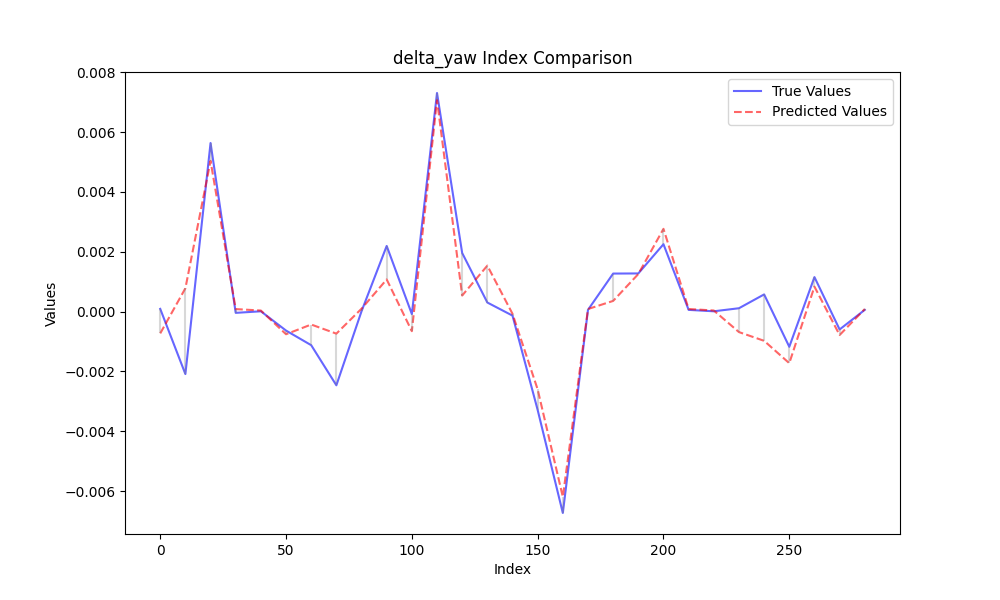 delta_yaw Index Comparison
True Values
Predicted Values
Values
0.008
0.006
0.004
0.002
0.000
−0.002
−0.004
−0.006
0 50 100 150 200 250
Index